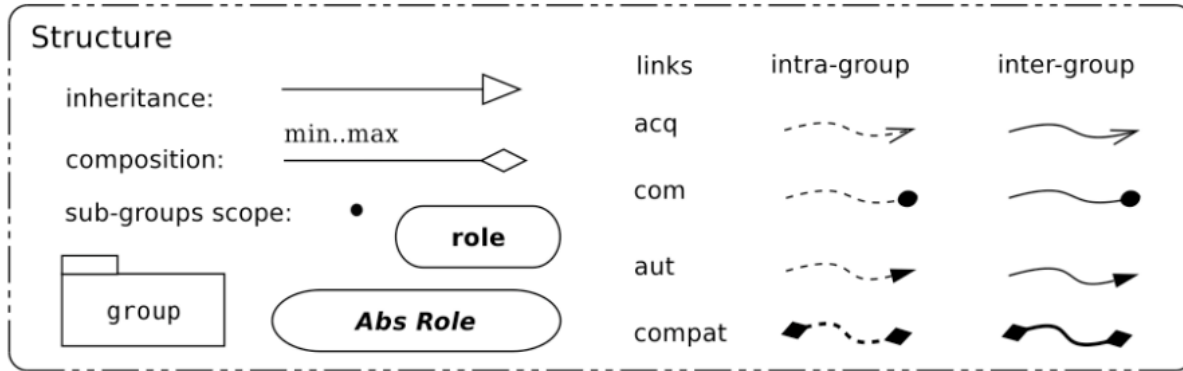 Structure
links intra-group inter-group
inheritance:
acq
min..max
composition:
com
sub-groups scope:
role
aut
group
Abs Role
compat